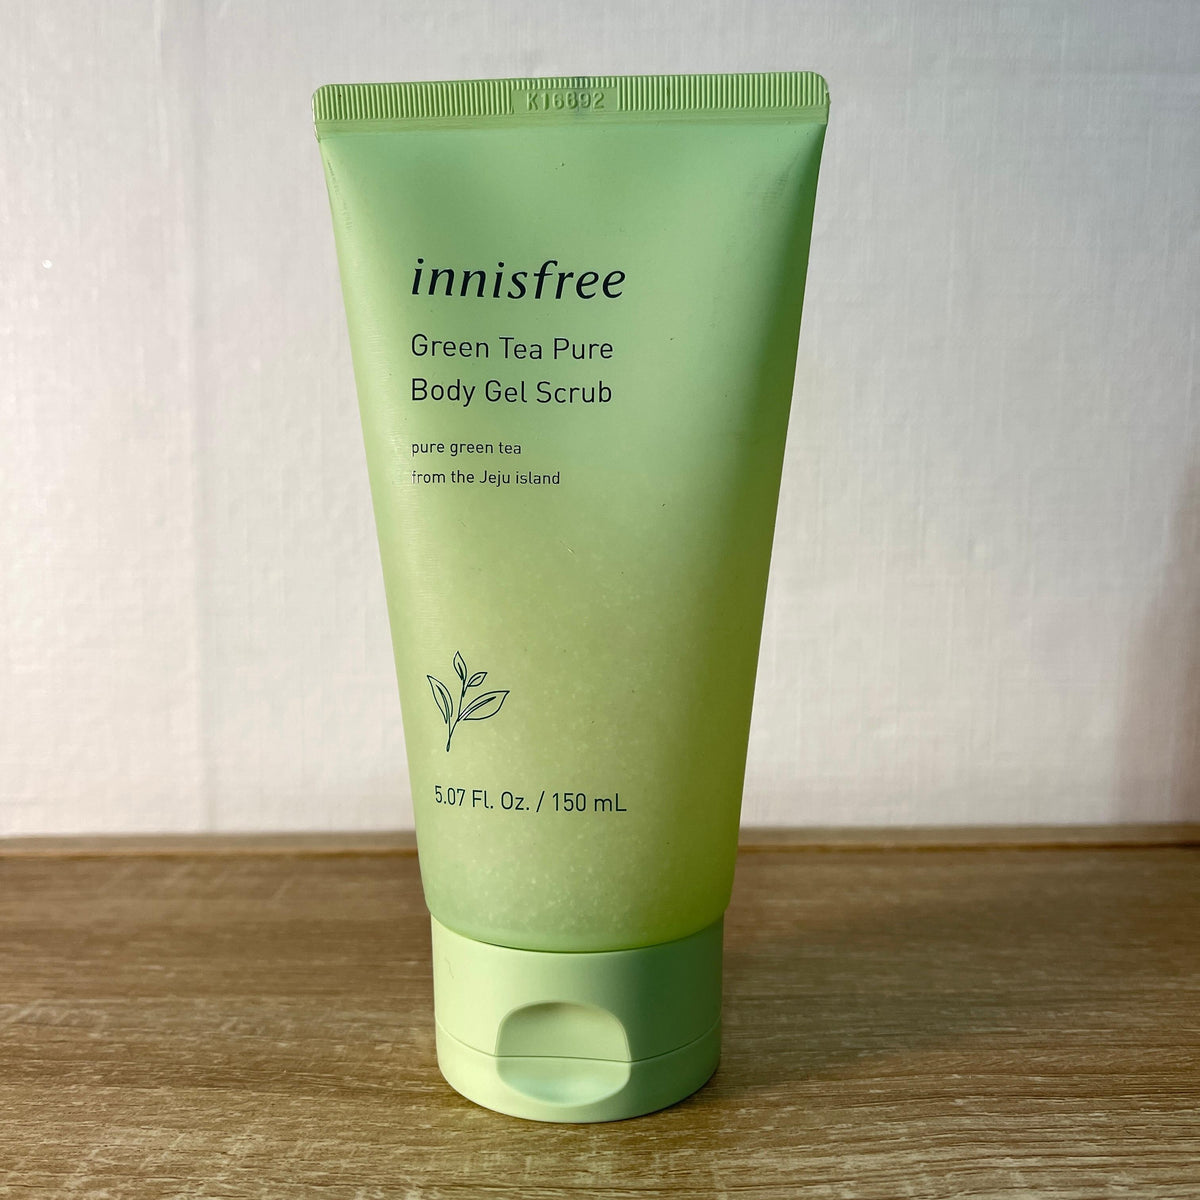 K16892
innisfree
Green Tea Pure
Body Gel Scrub
pure green tea
from the Jeju island
5.07 Fl. Oz. / 150 mL